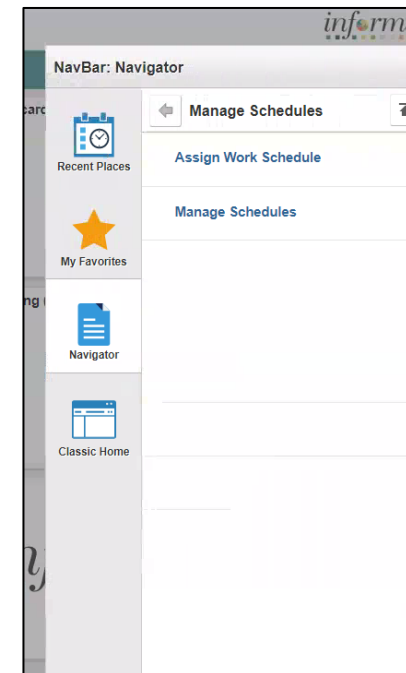 inform
NavBar: Navigator
Manage Schedules
Recent Places
Assign Work Schedule
Manage Schedules
My Favorites
Navigator
Classic Home